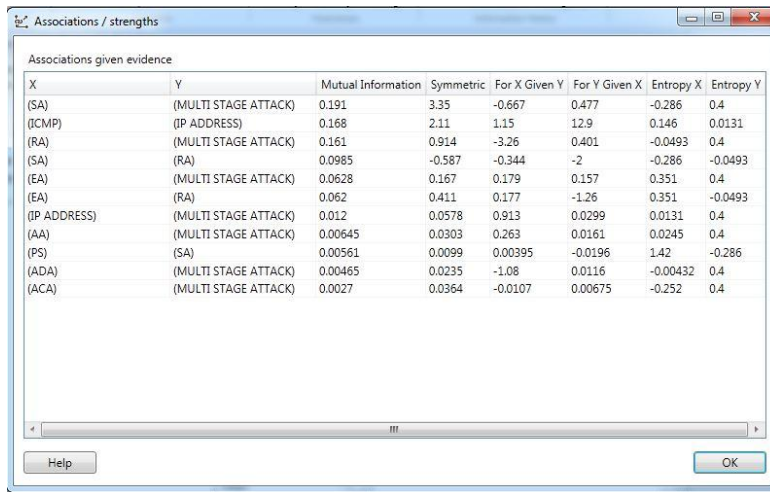 Associations / strengths
Associations given evidence
X Y Mutual Information Symmetric For X Given Y For Y Given X Entropy X Entropy Y
(SA) (MULTI STAGE ATTACK) 0.191 3.35 -0.667 0.477 -0.286 0.4
(ICMP) (IP ADDRESS) 0.168 2.11 1.15 12.9 0.146 0.0131
(RA) (MULTI STAGE ATTACK) 0.161 0.914 -3.26 0.401 -0.0493 0.4
(SA) (RA) 0.0985 -0.587 -0.344 -2 -0.286 -0.0493
(EA) (MULTI STAGE ATTACK) 0.0628 0.167 0.179 0.157 0.351 0.4
(EA) (RA) 0.062 0.411 0.177 -1.26 0.351 -0.0493
(IP ADDRESS) (MULTI STAGE ATTACK) 0.012 0.0578 0.913 0.0299 0.0131 0.4
(AA) (MULTI STAGE ATTACK) 0.00645 0.0303 0.263 0.0161 0.0245 0.4
(PS) (SA) 0.00561 0.0099 0.00395 -0.0196 1.42 -0.286
(ADA) (MULTI STAGE ATTACK) 0.00465 0.0235 -1.08 0.0116 -0.00432 0.4
(ACA) (MULTI STAGE ATTACK) 0.0027 0.0364 -0.0107 0.00675 -0.252 0.4
Help OK